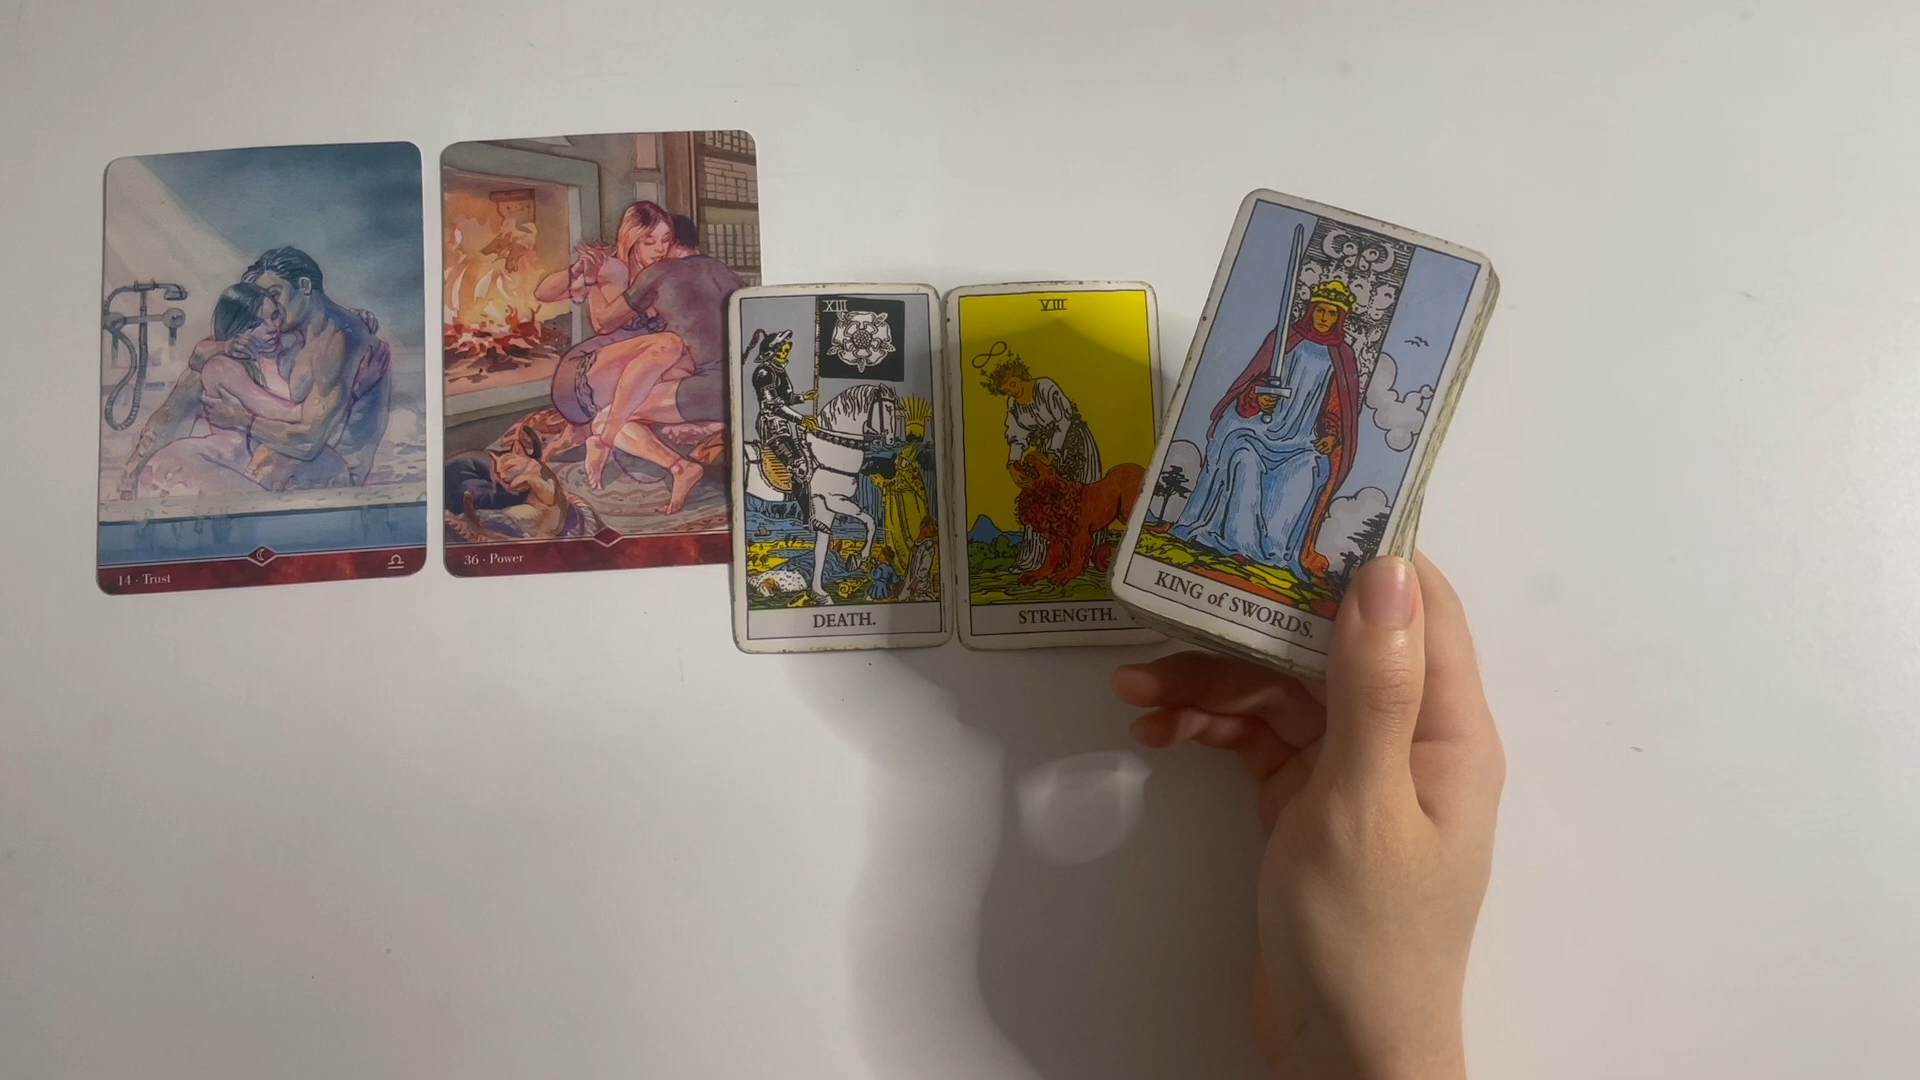 14 · Trust
36 · Power
XIII
DEATH.
VIII
STRENGTH.
KING of SWORDS.